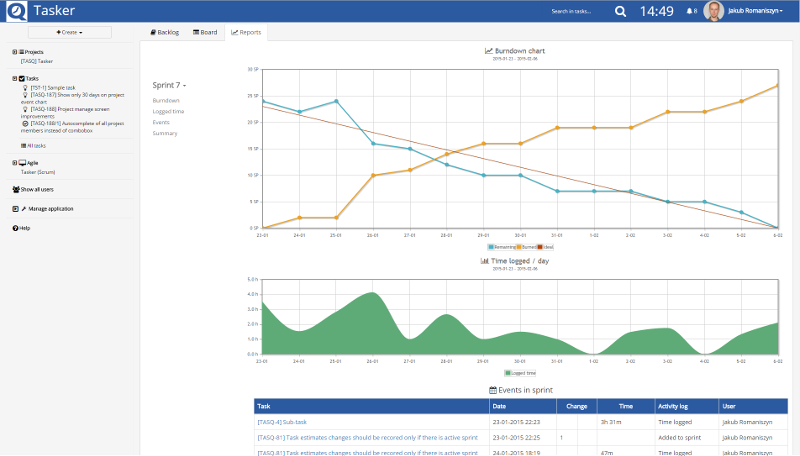 Tasker
Search in tasks...
14:49
8
Jakub Romaniszyn
+ Create
Backlog
Board
Reports
Projects
[TASQ] Tasker
Tasks
[TST-1] Sample task
[TASQ-187] Show only 30 days on project
event chart
[TASQ-188] Project manage screen
improvements
[TASQ-188/1] Autocomplete of all project
members instead of combobox
All tasks
Agile
Tasker (Scrum)
Show all users
Manage application
Help
Sprint 7
Burndown
Logged time
Events
Summary
Burndown chart
2015-01-23 - 2015-02-06
30 SP
25 SP
20 SP
15 SP
10 SP
5 SP
0 SP
23-01 24-01 25-01 26-01 27-01 28-01 29-01 30-01 31-01 1-02 2-02 3-02 4-02 5-02 6-02
Remaining Burned Ideal
Time logged / day
2015-01-23 - 2015-02-06
5.0 h
4.0 h
3.0 h
2.0 h
1.0 h
0.0 h
23-01 24-01 25-01 26-01 27-01 28-01 29-01 30-01 31-01 1-02 2-02 3-02 4-02 5-02 6-02
Logged time
Events in sprint
Task Date Change Time Activity log User
[TASQ-4] Sub-task 23-01-2015 22:23 3h 31m Time logged Jakub Romaniszyn
[TASQ-81] Task estimates changes should be recored only if there is active sprint 23-01-2015 22:25 1 Added to sprint Jakub Romaniszyn
[TASQ-81] Task estimates changes should be recored only if there is active sprint 24-01-2015 18:19 47m Time logged Jakub Romaniszyn